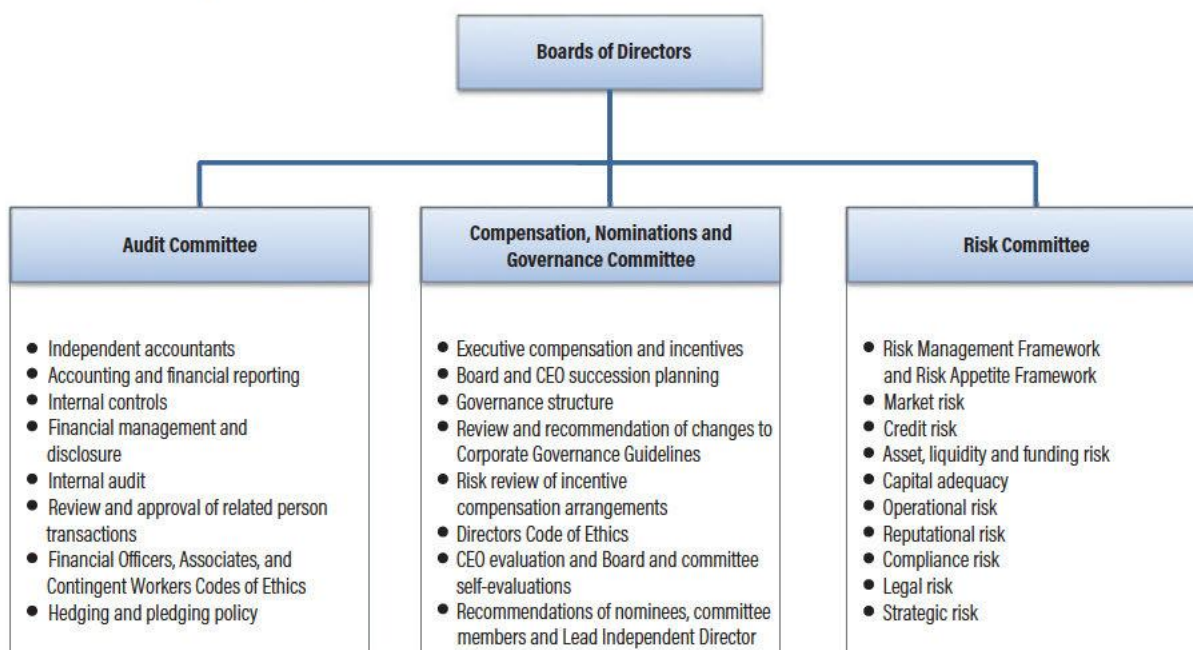 Boards of Directors
Audit Committee
Compensation, Nominations and
Governance Committee
Risk Committee
● Independent accountants
● Accounting and financial reporting
● Internal controls
● Financial management and
disclosure
● Internal audit
● Review and approval of related person
transactions
● Financial Officers, Associates, and
Contingent Workers Codes of Ethics
● Hedging and pledging policy
● Executive compensation and incentives
● Board and CEO succession planning
● Governance structure
● Review and recommendation of changes to
Corporate Governance Guidelines
● Risk review of incentive
compensation arrangements
● Directors Code of Ethics
● CEO evaluation and Board and committee
self-evaluations
● Recommendations of nominees, committee
members and Lead Independent Director
● Risk Management Framework
and Risk Appetite Framework
● Market risk
● Credit risk
● Asset, liquidity and funding risk
● Capital adequacy
● Operational risk
● Reputational risk
● Compliance risk
● Legal risk
● Strategic risk